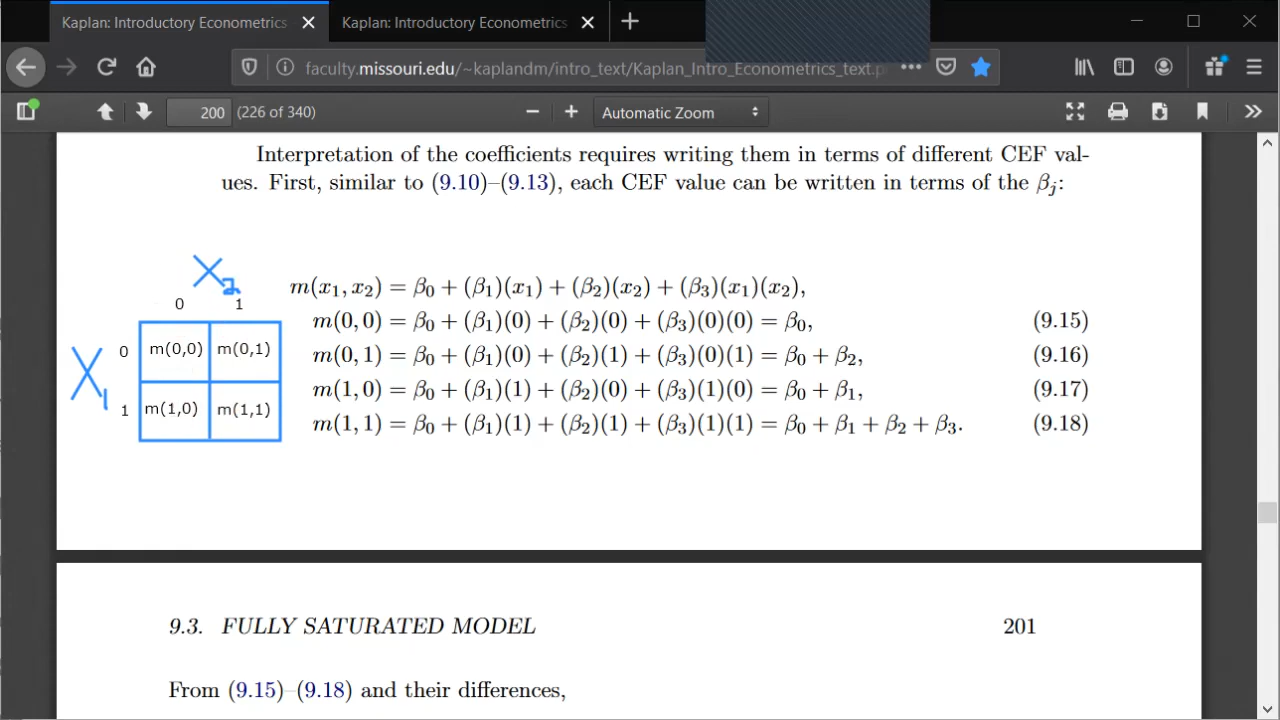 Kaplan: Introductory Econometrics
Kaplan: Introductory Econometrics
faculty.missouri.edu/~kaplandm/intro_text/Kaplan_Intro_Econometrics_text.p
200 (226 of 340)
Automatic Zoom
Interpretation of the coefficients requires writing them in terms of different CEF val-
ues. First, similar to (9.10)–(9.13), each CEF value can be written in terms of the βj:
X2
0 1
X1
0 m(0,0) m(0,1)
1 m(1,0) m(1,1)
m(x₁, x₂) = β₀ + (β₁)(x₁) + (β₂)(x₂) + (β₃)(x₁)(x₂),
m(0, 0) = β₀ + (β₁)(0) + (β₂)(0) + (β₃)(0)(0) = β₀, (9.15)
m(0, 1) = β₀ + (β₁)(0) + (β₂)(1) + (β₃)(0)(1) = β₀ + β₂, (9.16)
m(1, 0) = β₀ + (β₁)(1) + (β₂)(0) + (β₃)(1)(0) = β₀ + β₁, (9.17)
m(1, 1) = β₀ + (β₁)(1) + (β₂)(1) + (β₃)(1)(1) = β₀ + β₁ + β₂ + β₃. (9.18)
9.3. FULLY SATURATED MODEL 201
From (9.15)–(9.18) and their differences,